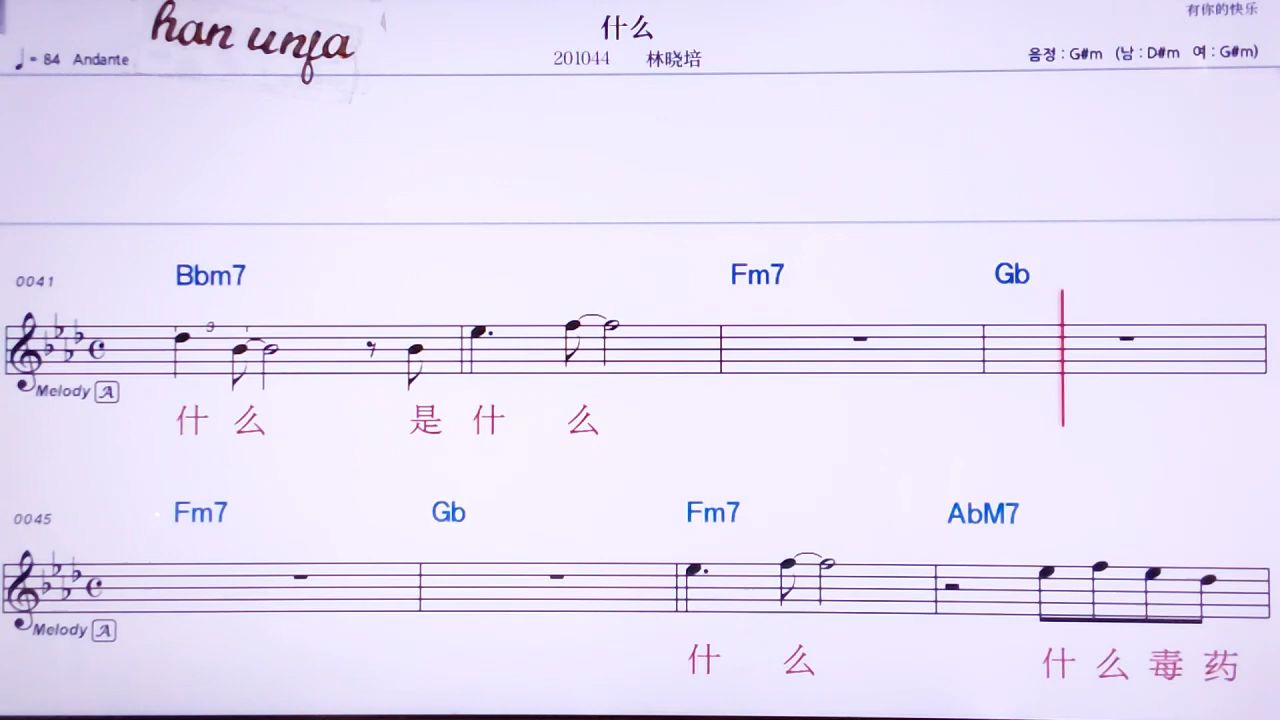 有你的快乐
han unfa
什么
♩= 84 Andante
201044 林晓培
음정 : G#m (남 : D#m 여 : G#m)
0041
Bbm7 Fm7 Gb
3
Melody A
什 么 是 什 么
0045
Fm7 Gb Fm7 AbM7
Melody A
什 么 什 么 毒 药